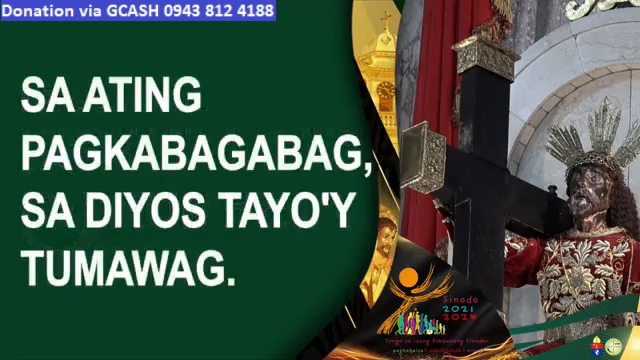 Donation via GCASH 0943 812 4188
SA ATING
PAGKABAGABAG,
SA DIYOS TAYO'Y
TUMAWAG.
Sinodo
2021
2024